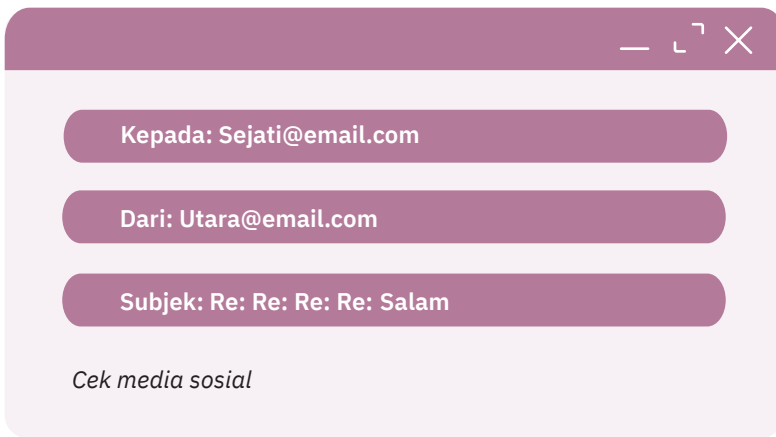 Kepada: Sejati@email.com
Dari: Utara@email.com
Subjek: Re: Re: Re: Re: Salam
Cek media sosial